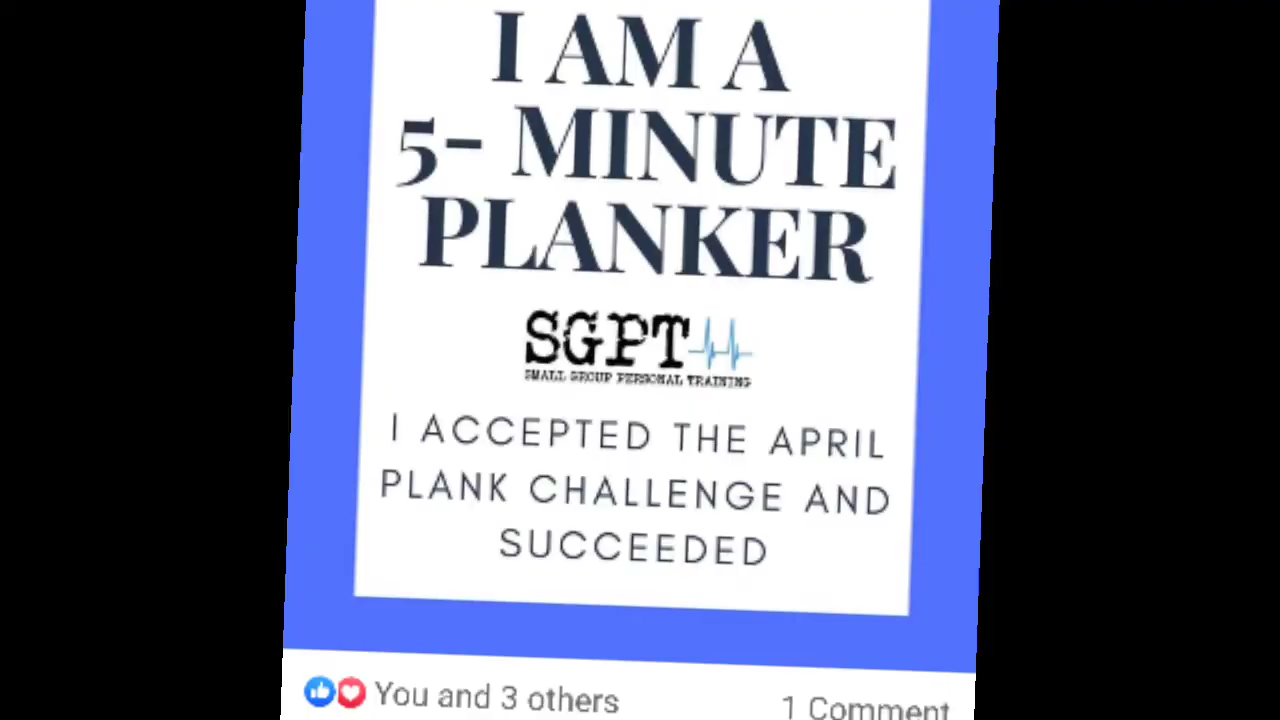 I AM A
5- MINUTE
PLANKER
SGPT
SMALL GROUP PERSONAL TRAINING
I ACCEPTED THE APRIL
PLANK CHALLENGE AND
SUCCEEDED
You and 3 others
1 Comment